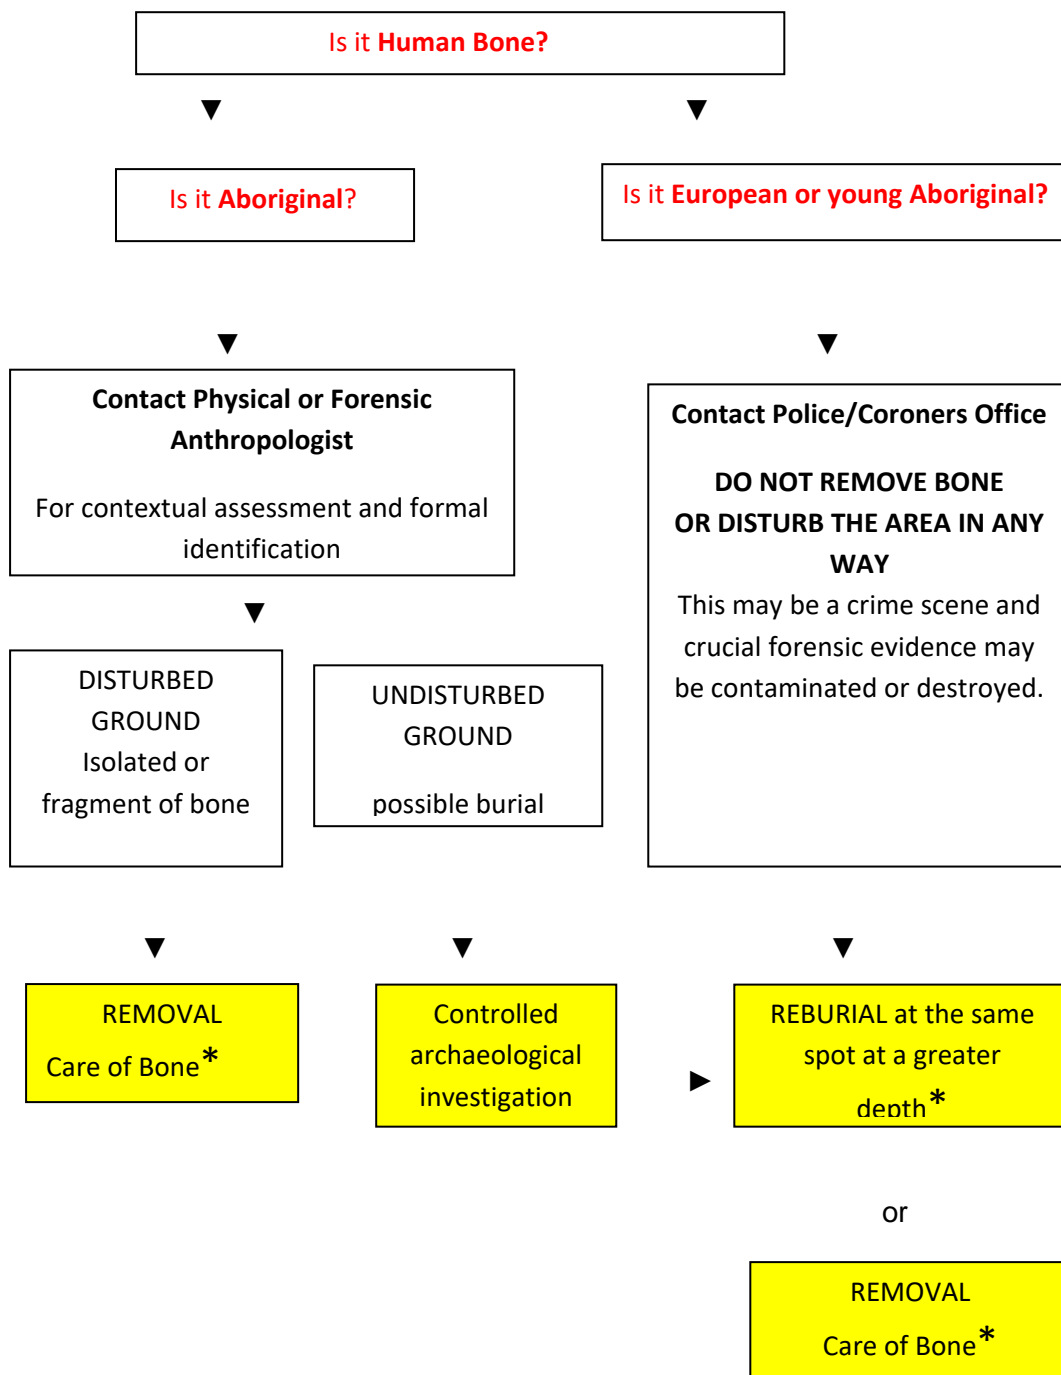 Is it Human Bone?
Is it Aboriginal?
Is it European or young Aboriginal?
Contact Physical or Forensic
Anthropologist
For contextual assessment and formal
identification
Contact Police/Coroners Office
DO NOT REMOVE BONE
OR DISTURB THE AREA IN ANY
WAY
This may be a crime scene and
crucial forensic evidence may
be contaminated or destroyed.
DISTURBED
GROUND
Isolated or
fragment of bone
UNDISTURBED
GROUND
possible burial
REMOVAL
Care of Bone*
Controlled
archaeological
investigation
REBURIAL at the same
spot at a greater
depth*
or
REMOVAL
Care of Bone*